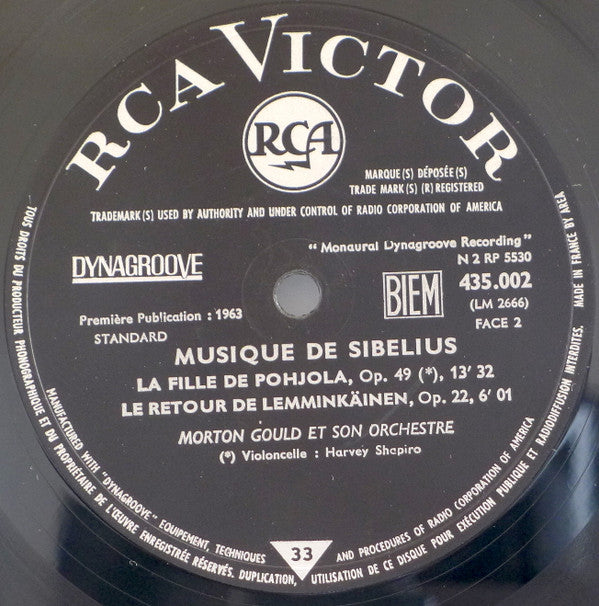 RCA VICTOR
RCA
MARQUE (S) DÉPOSÉE (S)
TRADE MARK (S) (R) REGISTERED
TRADEMARK (S) USED BY AUTHORITY AND UNDER CONTROL OF RADIO CORPORATION OF AMERICA
DYNAGROOVE
" Monaural Dynagroove Recording "
N 2 RP 5530
BIEM
435.002
(LM 2666)
FACE 2
Première Publication : 1963
STANDARD
MUSIQUE DE SIBELIUS
LA FILLE DE POHJOLA, Op. 49 (*), 13' 32
LE RETOUR DE LEMMINKÄINEN, Op. 22, 6' 01
MORTON GOULD ET SON ORCHESTRE
(*) Violoncelle : Harvey Shapiro
33
MANUFACTURED WITH "DYNAGROOVE" EQUIPEMENT, TECHNIQUES AND PROCEDURES OF RADIO CORPORATION OF AMERICA
TOUS DROITS DU PRODUCTEUR PHONOGRAPHIQUE ET DU PROPRIÉTAIRE DE L'ŒUVRE ENREGISTRÉE RÉSERVÉS. DUPLICATION, UTILISATION DE CE DISQUE POUR EXÉCUTION PUBLIQUE ET RADIODIFFUSION INTERDITES. MADE IN FRANCE BY AREA